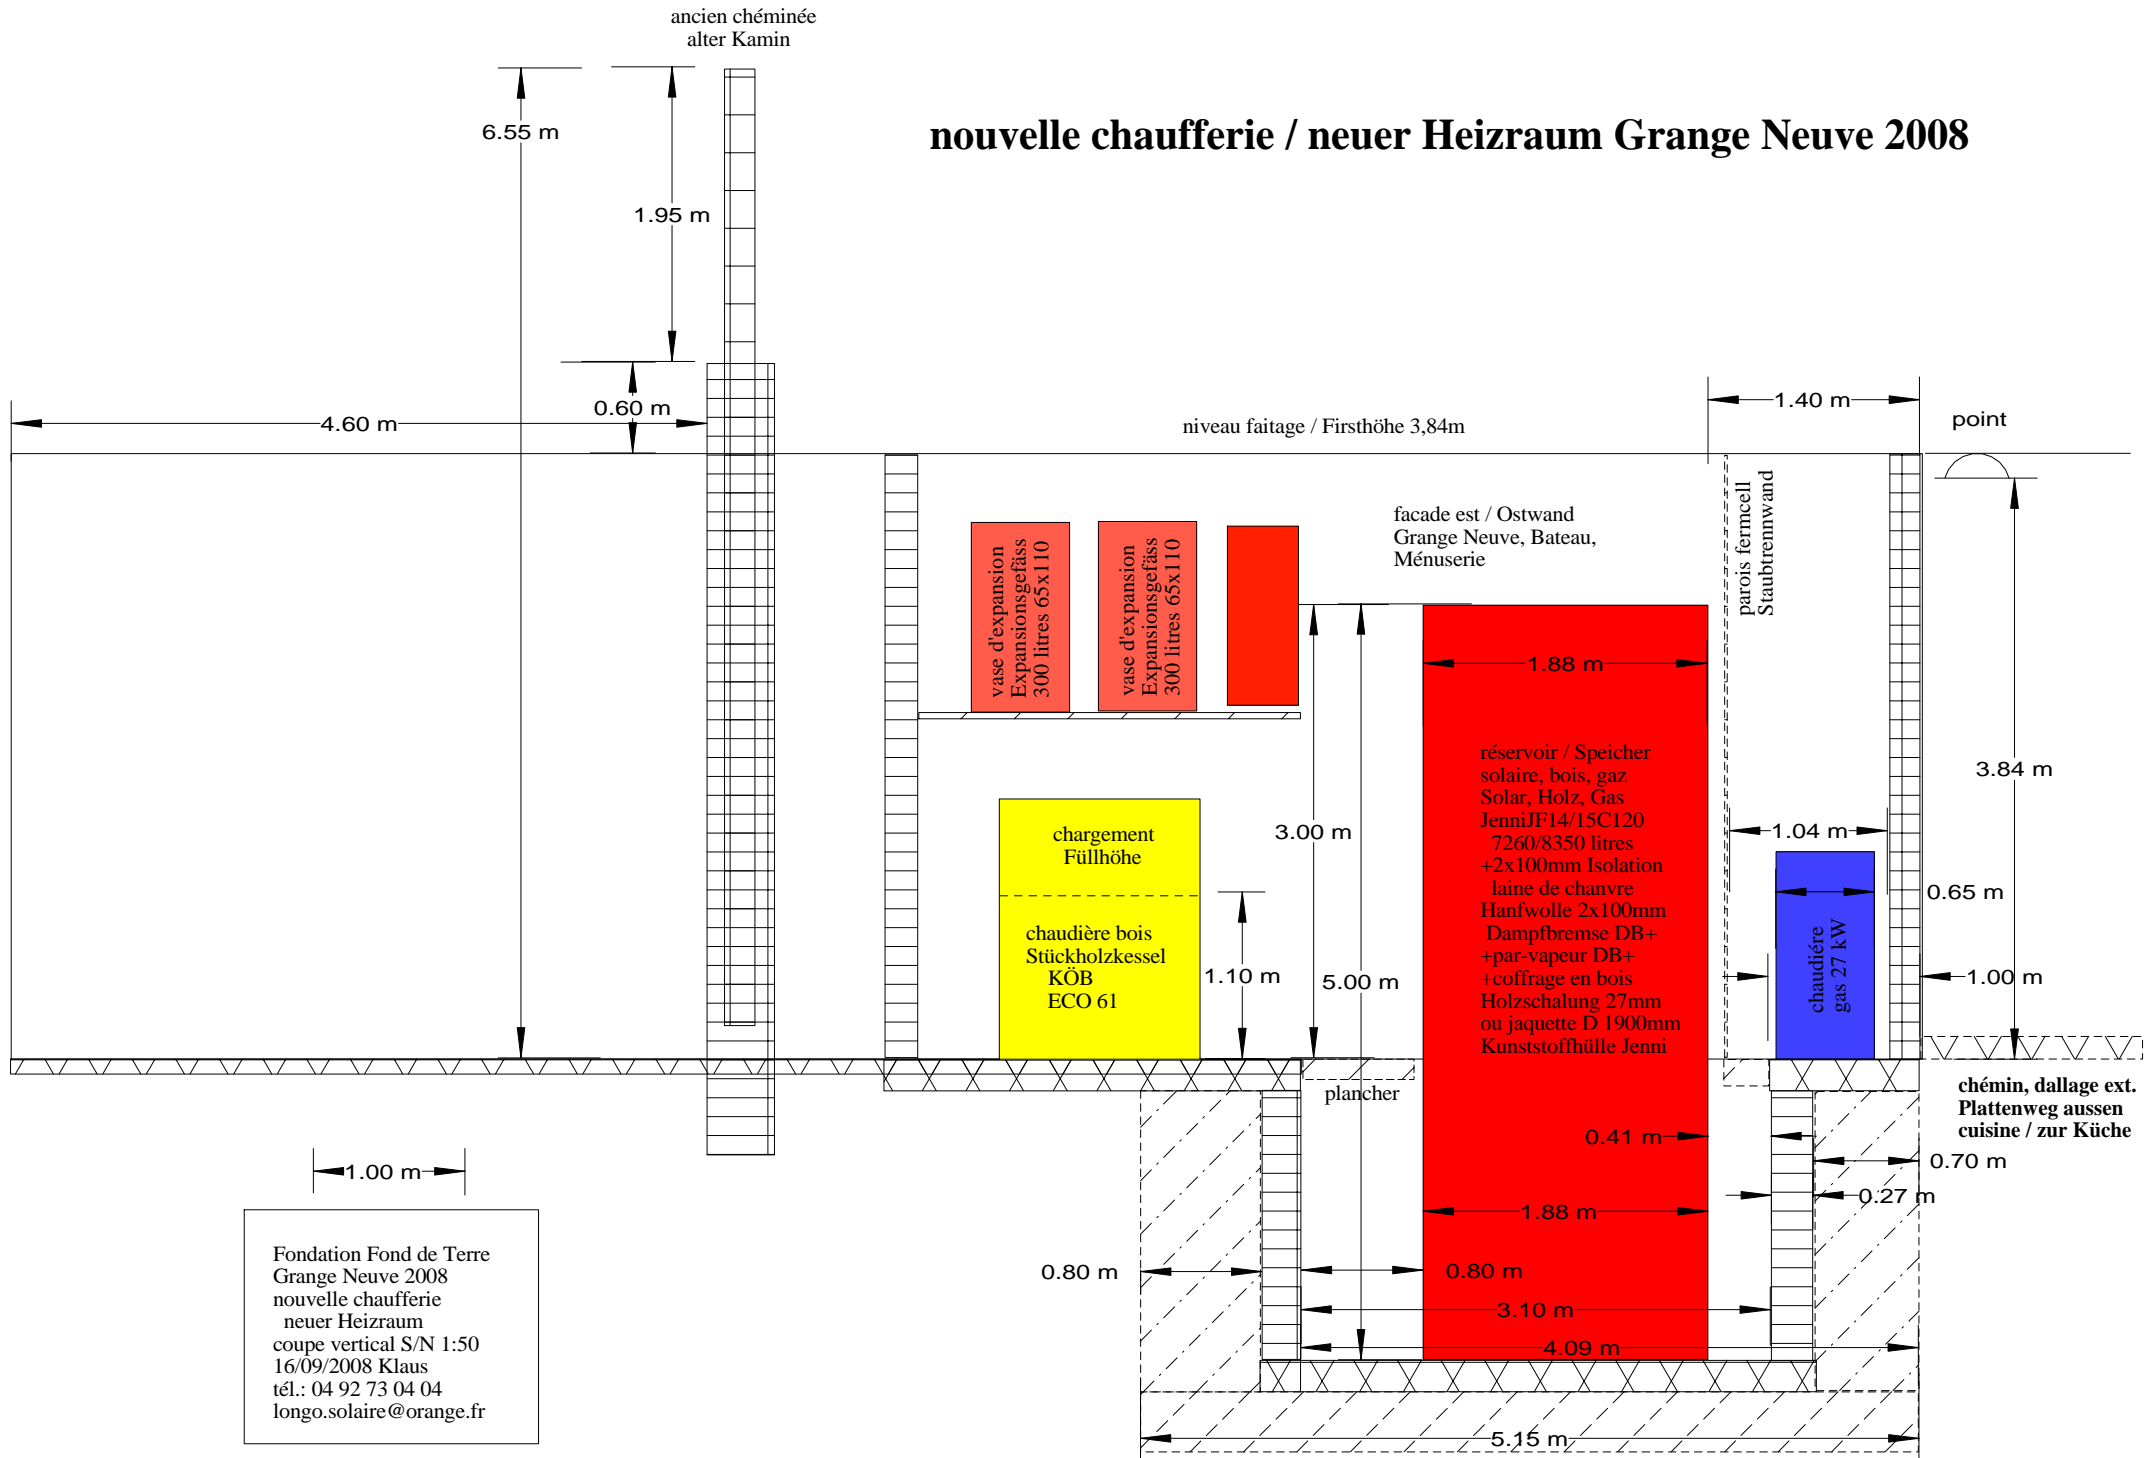 ancien chéminée
alter Kamin
nouvelle chaufferie / neuer Heizraum Grange Neuve 2008
6.55 m
1.95 m
0.60 m
4.60 m
niveau faitage / Firsthöhe 3,84m
1.40 m
point
parois fermcell
Staubtrennwand
facade est / Ostwand
Grange Neuve, Bateau,
Ménuserie
vase d'expansion
Expansionsgefäss
300 litres 65x110
vase d'expansion
Expansionsgefäss
300 litres 65x110
1.88 m
3.84 m
réservoir / Speicher
solaire, bois, gaz
Solar, Holz, Gas
JenniJF14/15C120
7260/8350 litres
+2x100mm Isolation
laine de chanvre
Hanfwolle 2x100mm
Dampfbremse DB+
+par-vapeur DB+
+coffrage en bois
Holzschalung 27mm
ou jaquette D 1900mm
Kunststoffhülle Jenni
chargement
Füllhöhe
chaudière bois
Stückholzkessel
KÖB
ECO 61
1.10 m
3.00 m
5.00 m
1.04 m
0.65 m
chaudiére
gas 27 kW
1.00 m
plancher
chémin, dallage ext.
Plattenweg aussen
cuisine / zur Küche
0.41 m
0.70 m
0.27 m
1.88 m
0.80 m
0.80 m
3.10 m
4.09 m
5.15 m
1.00 m
Fondation Fond de Terre
Grange Neuve 2008
nouvelle chaufferie
neuer Heizraum
coupe vertical S/N 1:50
16/09/2008 Klaus
tél.: 04 92 73 04 04
longo.solaire@orange.fr